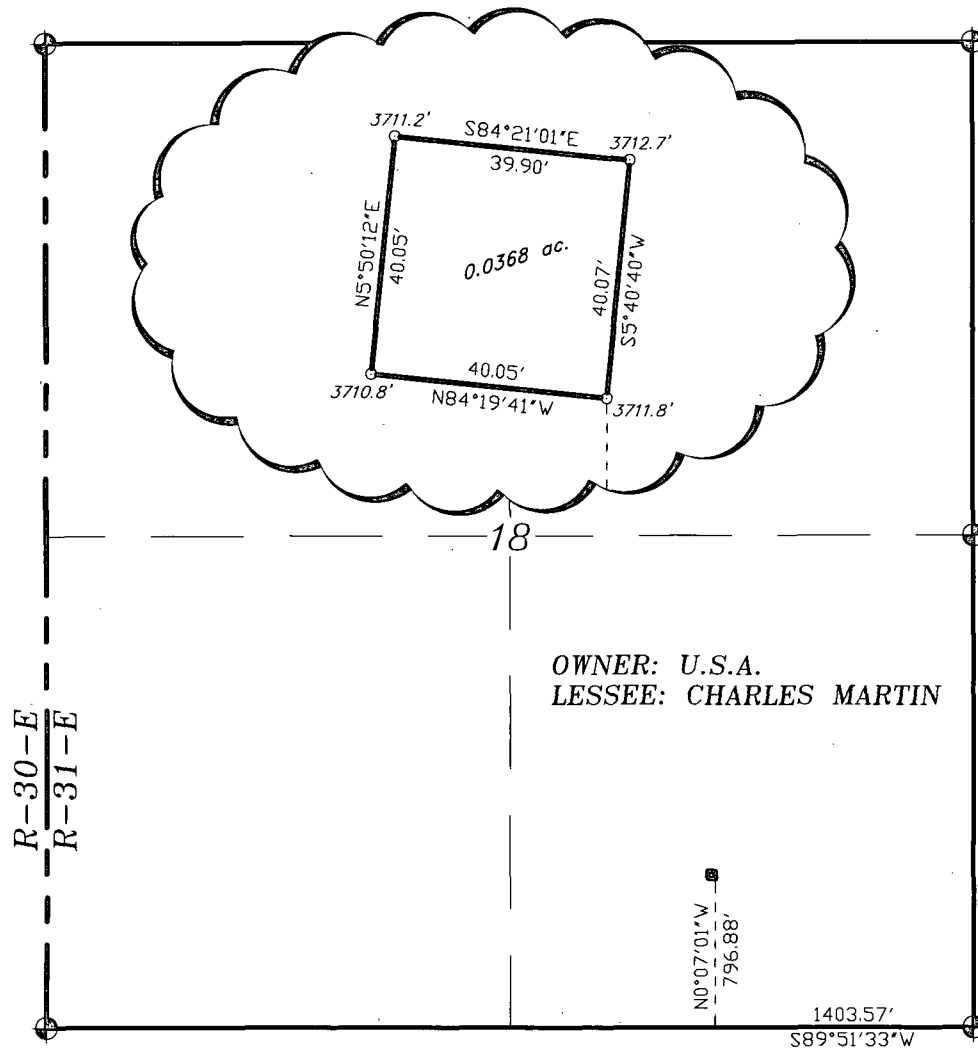 3711.2'
S84°21'01"E
3712.7'
39.90'
N5°50'12"E
40.05'
0.0368 ac.
40.07'
S5°40'40"W
40.05'
3710.8'
N84°19'41"W
3711.8'
18
OWNER: U.S.A.
LESSEE: CHARLES MARTIN
R-30-E
R-31-E
N0°07'01"W
796.88'
1403.57'
S89°51'33"W